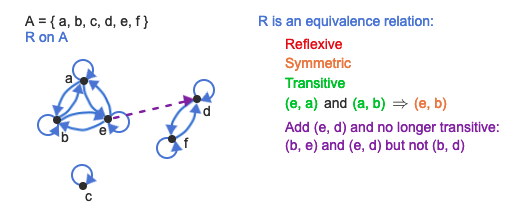 A = { a, b, c, d, e, f }
R on A
a
b
e
d
f
c
R is an equivalence relation:
Reflexive
Symmetric
Transitive
(e, a) and (a, b) ⇒ (e, b)
Add (e, d) and no longer transitive:
(b, e) and (e, d) but not (b, d)